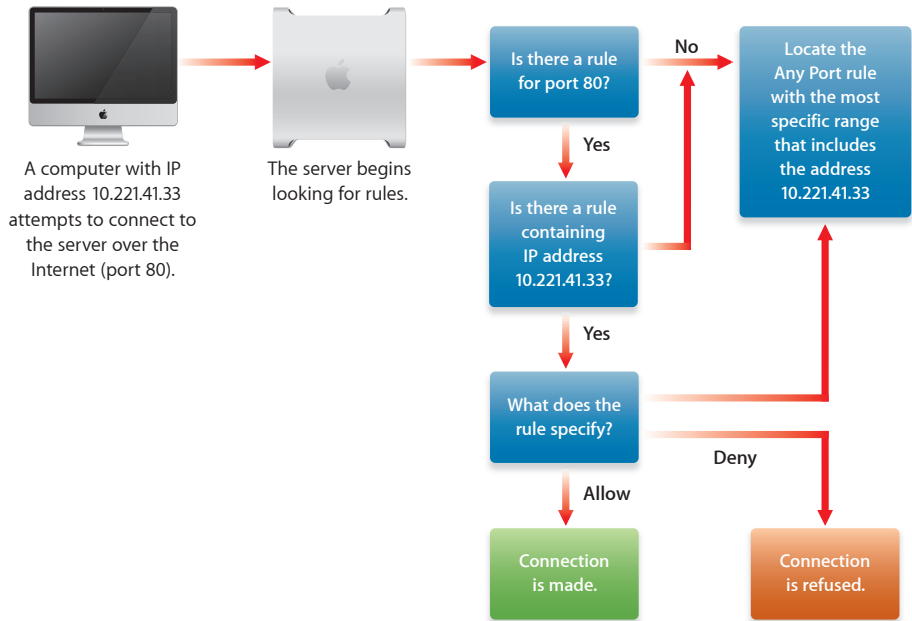 A computer with IP
address 10.221.41.33
attempts to connect to
the server over the
Internet (port 80).
The server begins
looking for rules.
Is there a rule
for port 80?
No
Locate the
Any Port rule
with the most
specific range
that includes
the address
10.221.41.33
Yes
Is there a rule
containing
IP address
10.221.41.33?
Yes
What does the
rule specify?
Deny
Allow
Connection
is made.
Connection
is refused.